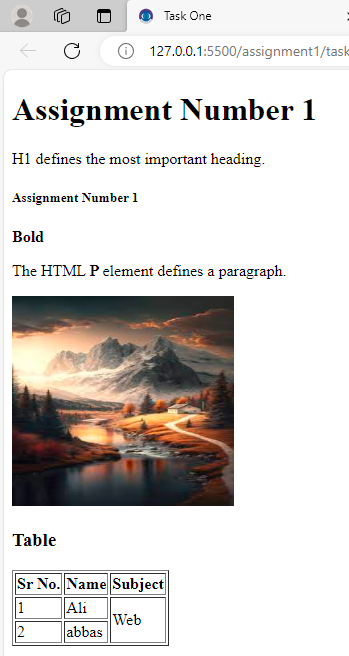 Task One
127.0.0.1:5500/assignment1/task
Assignment Number 1
H1 defines the most important heading.
Assignment Number 1
Bold
The HTML P element defines a paragraph.
Table
Sr No. Name Subject
1 Ali Web
2 abbas